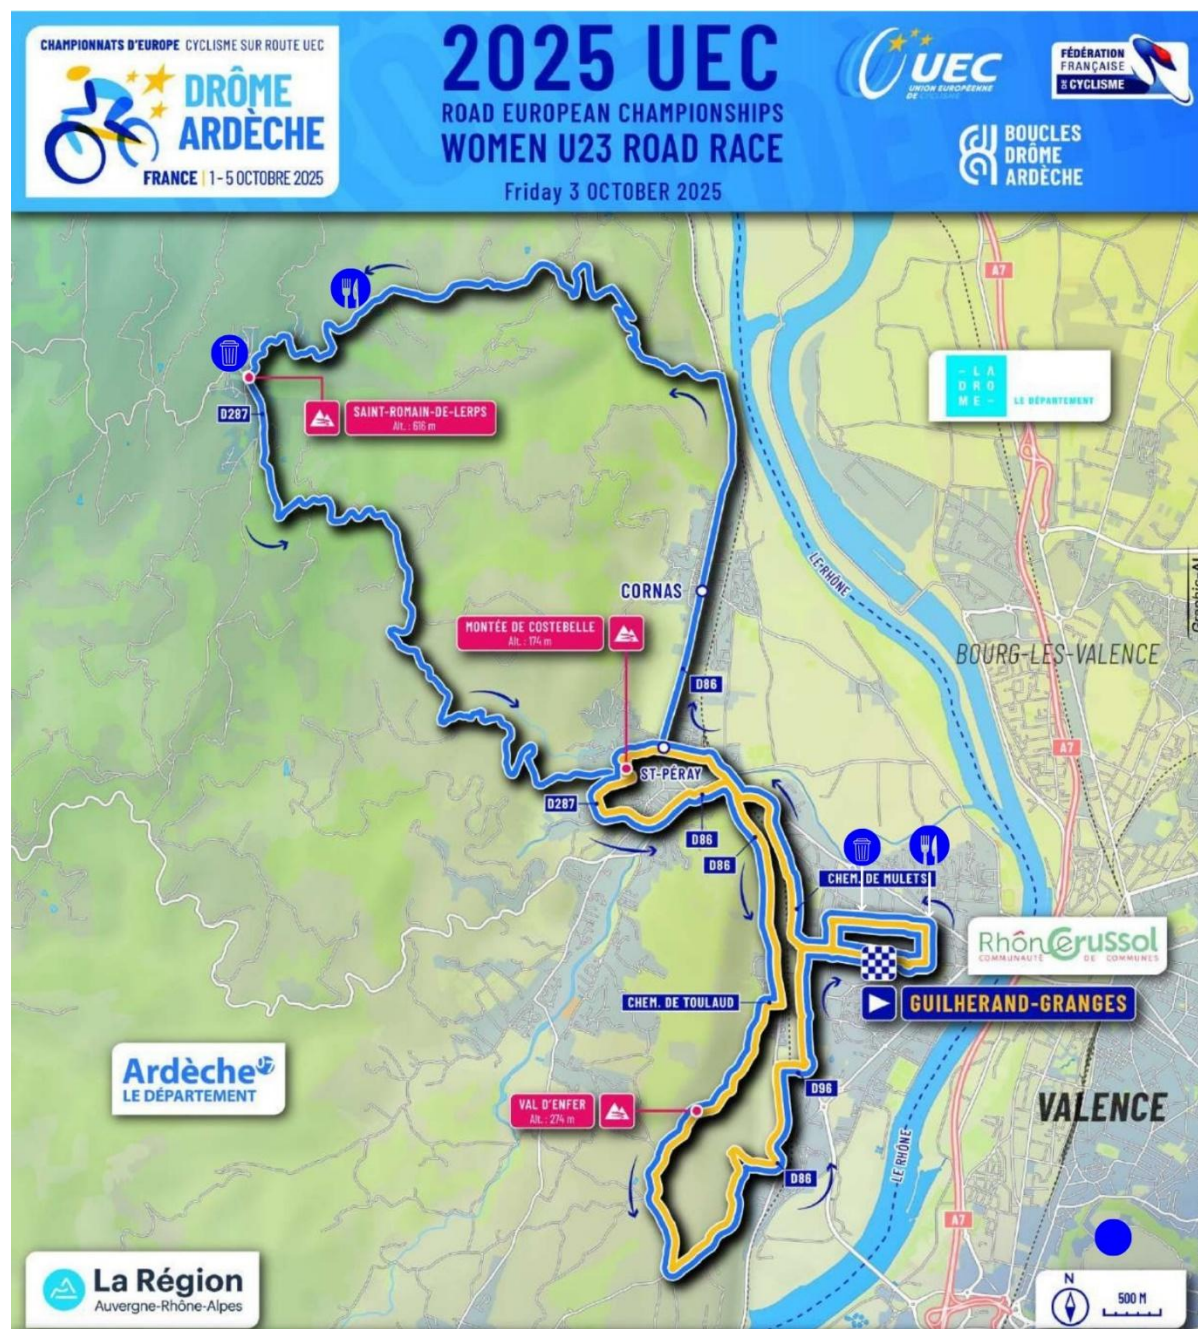 CHAMPIONNATS D'EUROPE CYCLISME SUR ROUTE UEC
DRÔME
ARDÈCHE
FRANCE | 1 - 5 OCTOBRE 2025
2025 UEC
ROAD EUROPEAN CHAMPIONSHIPS
WOMEN U23 ROAD RACE
Friday 3 OCTOBER 2025
UEC
UNION EUROPÉENNE
DE CYCLISME
FÉDÉRATION
FRANÇAISE
DE CYCLISME
BOUCLES
DRÔME
ARDÈCHE
A7
- LA
DRO
ME -
LE DÉPARTEMENT
SAINT-ROMAIN-DE-LERPS
Alt. : 616 m
D287
LE RHÔNE
CORNAS
MONTÉE DE COSTEBELLE
Alt. : 174 m
BOURG-LES-VALENCE
D86
A7
ST-PÉRAY
D287
D86
D86
CHEM. DE MULETS
RhônCrussol
COMMUNAUTÉ DE COMMUNES
CHEM. DE TOULAUD
GUILHERAND-GRANGES
Ardèche
LE DÉPARTEMENT
VAL D'ENFER
Alt. : 274 m
D96
VALENCE
LE RHÔNE
D86
A7
La Région
Auvergne-Rhône-Alpes
N
500 M